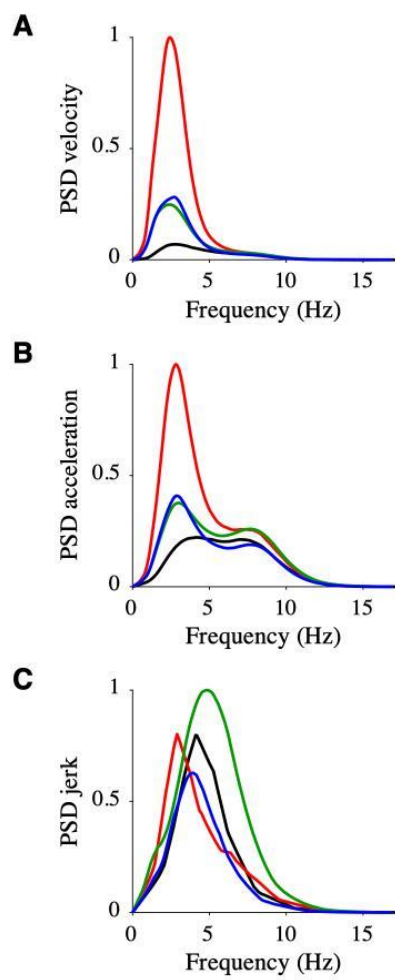 A
1
PSD velocity
0.5
0
0 5 10 15
Frequency (Hz)
B
1
PSD acceleration
0.5
0
0 5 10 15
Frequency (Hz)
C
1
PSD jerk
0.5
0
0 5 10 15
Frequency (Hz)